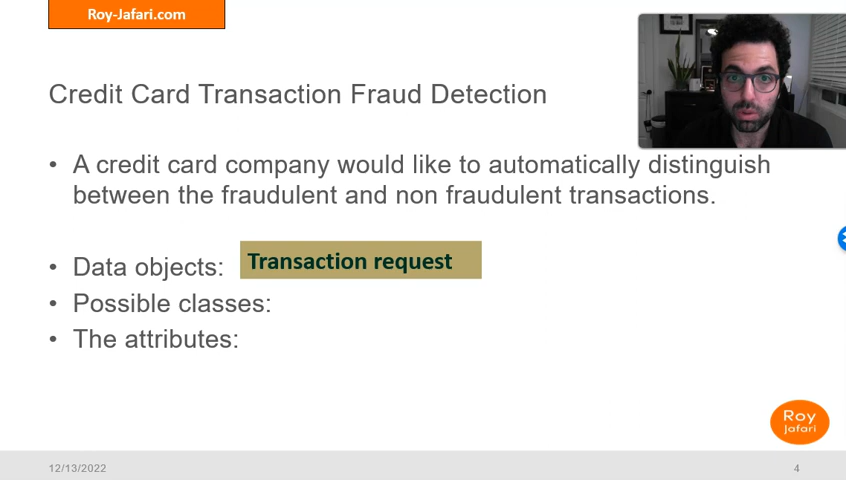 Roy-Jafari.com
Credit Card Transaction Fraud Detection
• A credit card company would like to automatically distinguish
between the fraudulent and non fraudulent transactions.
• Data objects: Transaction request
• Possible classes:
• The attributes:
Roy
Jafari
12/13/2022
4